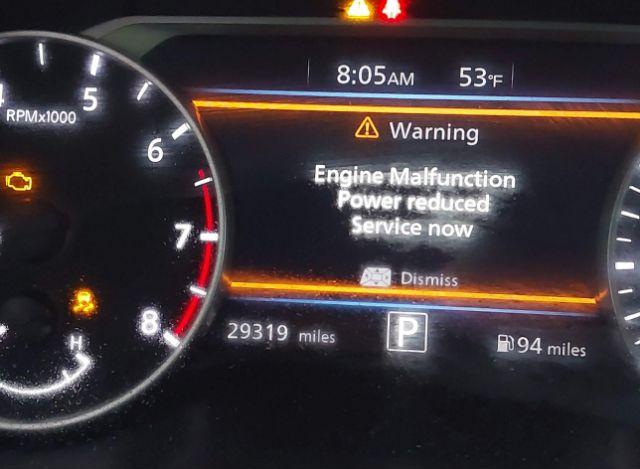 8:05AM 53°F
4
5
RPMx1000
6
7
8
H
Warning
Engine Malfunction
Power reduced
Service now
Dismiss
29319 miles
P
94 miles